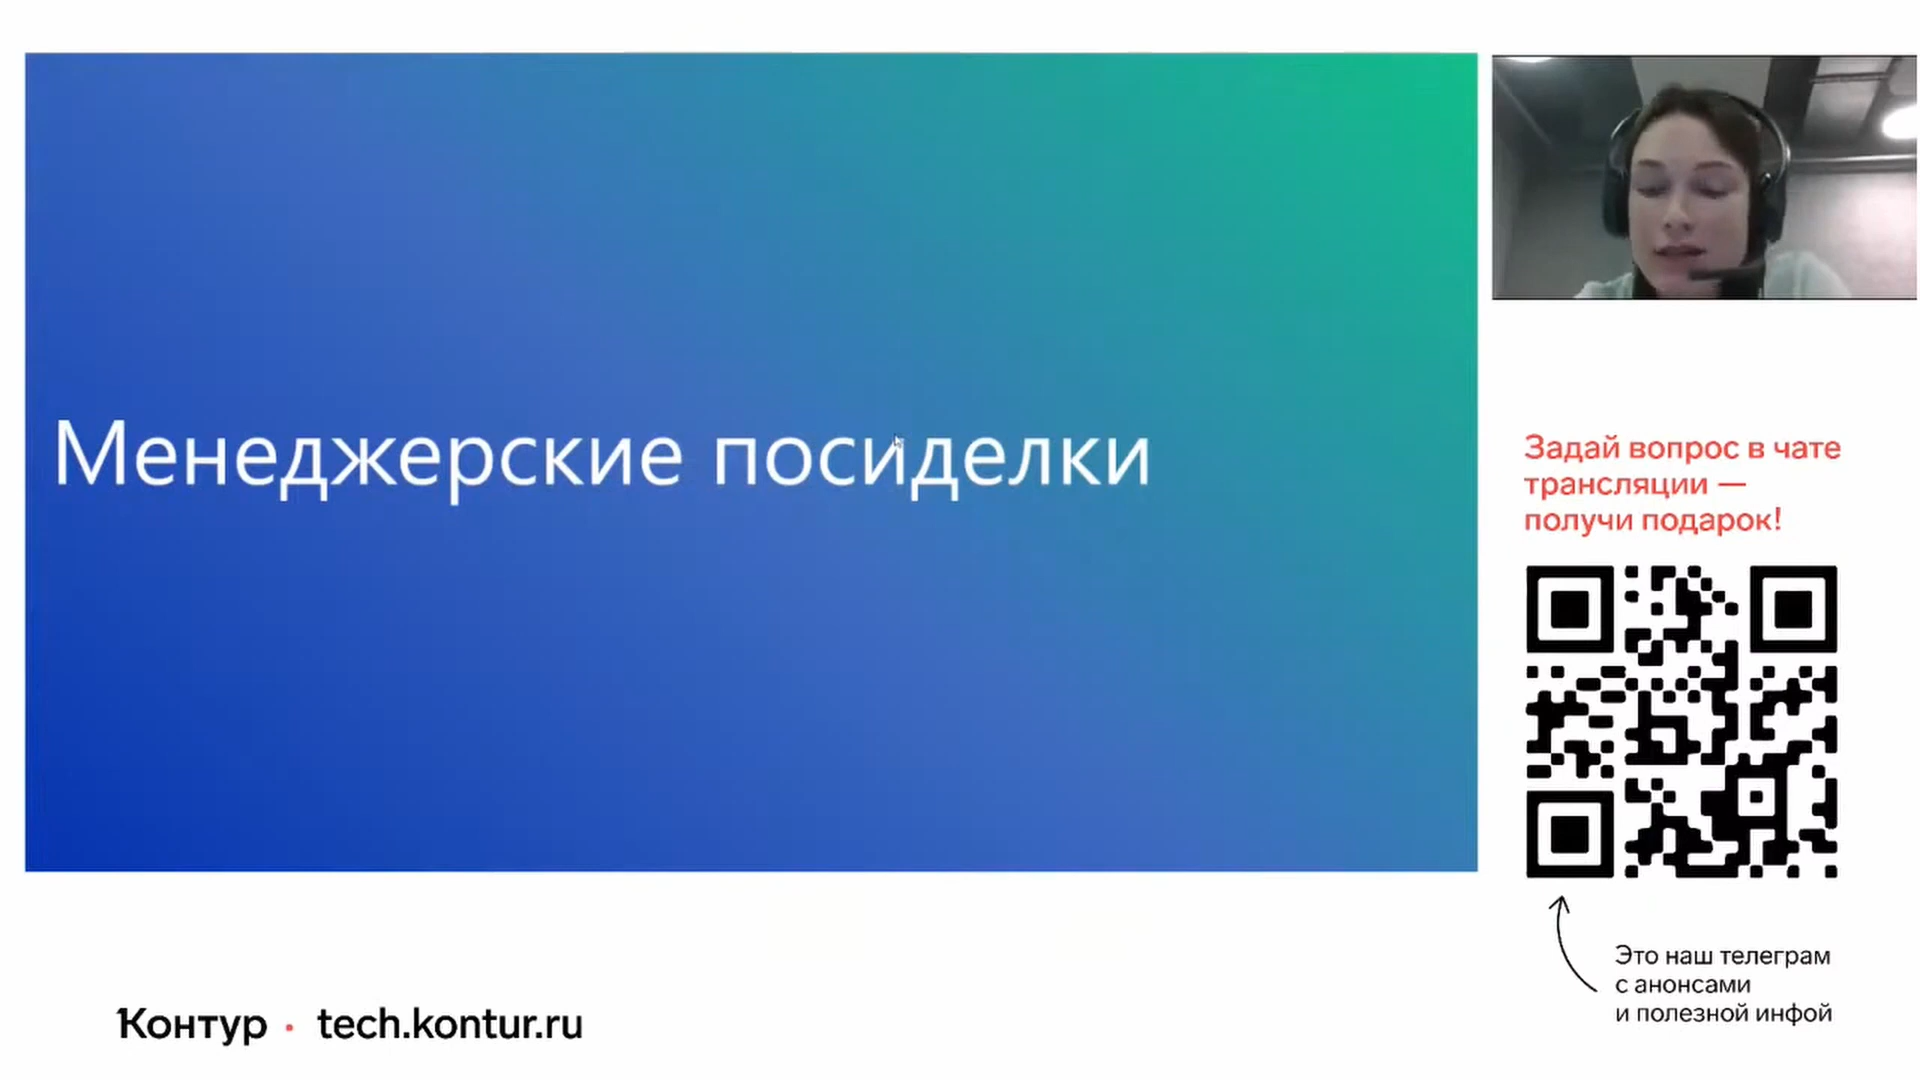 Менеджерские посиделки
Задай вопрос в чате
трансляции —
получи подарок!
Это наш телеграм
с анонсами
и полезной инфой
Контур • tech.kontur.ru